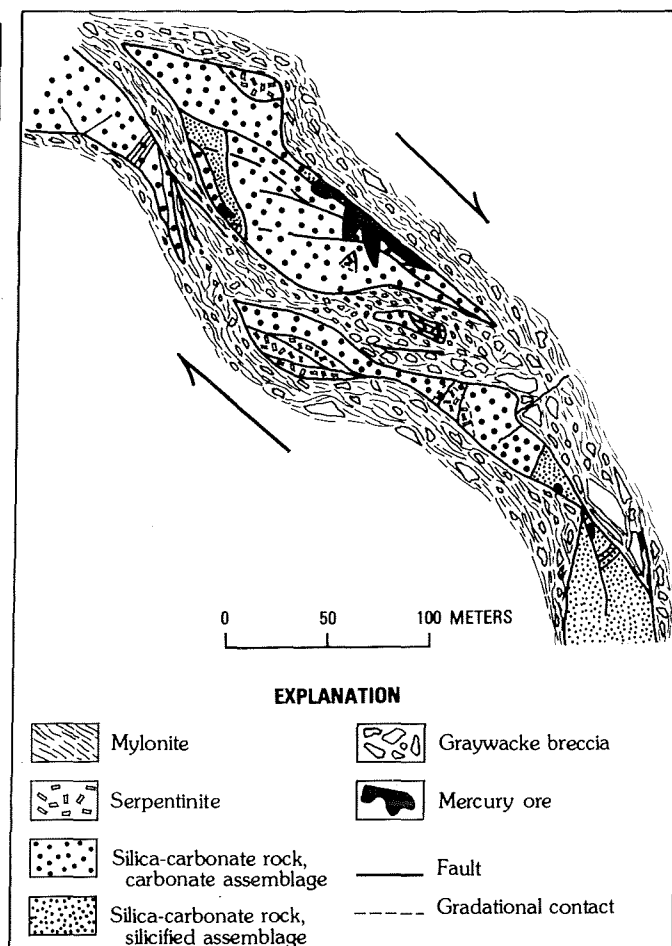 0 50 100 METERS
EXPLANATION
Mylonite
Serpentinite
Silica-carbonate rock,
carbonate assemblage
Silica-carbonate rock,
silicified assemblage
Graywacke breccia
Mercury ore
Fault
Gradational contact